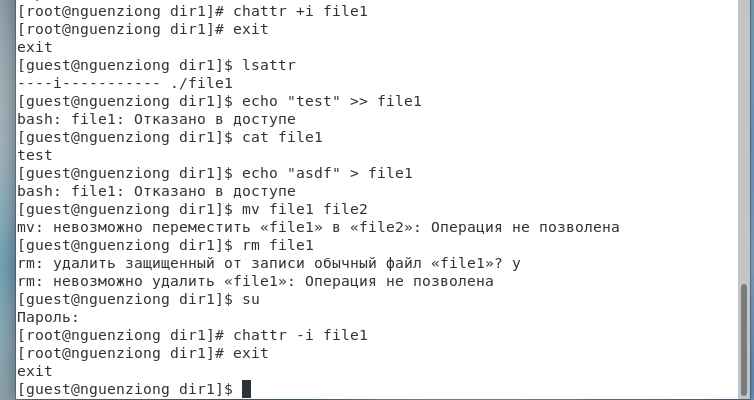 [root@nguenziong dir1]# chattr +i file1
[root@nguenziong dir1]# exit
exit
[guest@nguenziong dir1]$ lsattr
----i----------- ./file1
[guest@nguenziong dir1]$ echo "test" >> file1
bash: file1: Отказано в доступе
[guest@nguenziong dir1]$ cat file1
test
[guest@nguenziong dir1]$ echo "asdf" > file1
bash: file1: Отказано в доступе
[guest@nguenziong dir1]$ mv file1 file2
mv: невозможно переместить «file1» в «file2»: Операция не позволена
[guest@nguenziong dir1]$ rm file1
rm: удалить защищенный от записи обычный файл «file1»? y
rm: невозможно удалить «file1»: Операция не позволена
[guest@nguenziong dir1]$ su
Пароль:
[root@nguenziong dir1]# chattr -i file1
[root@nguenziong dir1]# exit
exit
[guest@nguenziong dir1]$